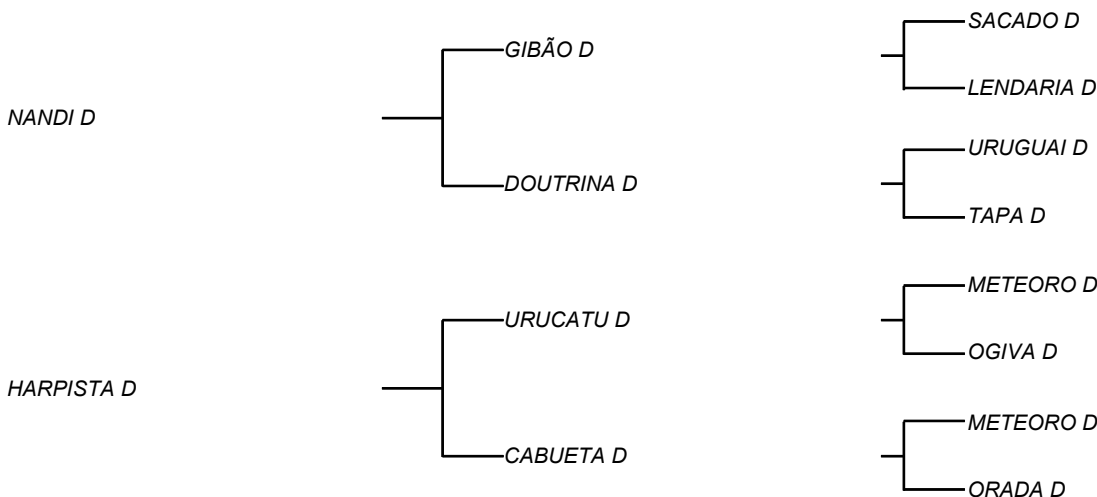 SACADO D
GIBÃO D
LENDARIA D
NANDI D
URUGUAI D
DOUTRINA D
TAPA D
METEORO D
URUCATU D
OGIVA D
HARPISTA D
METEORO D
CABUETA D
ORADA D